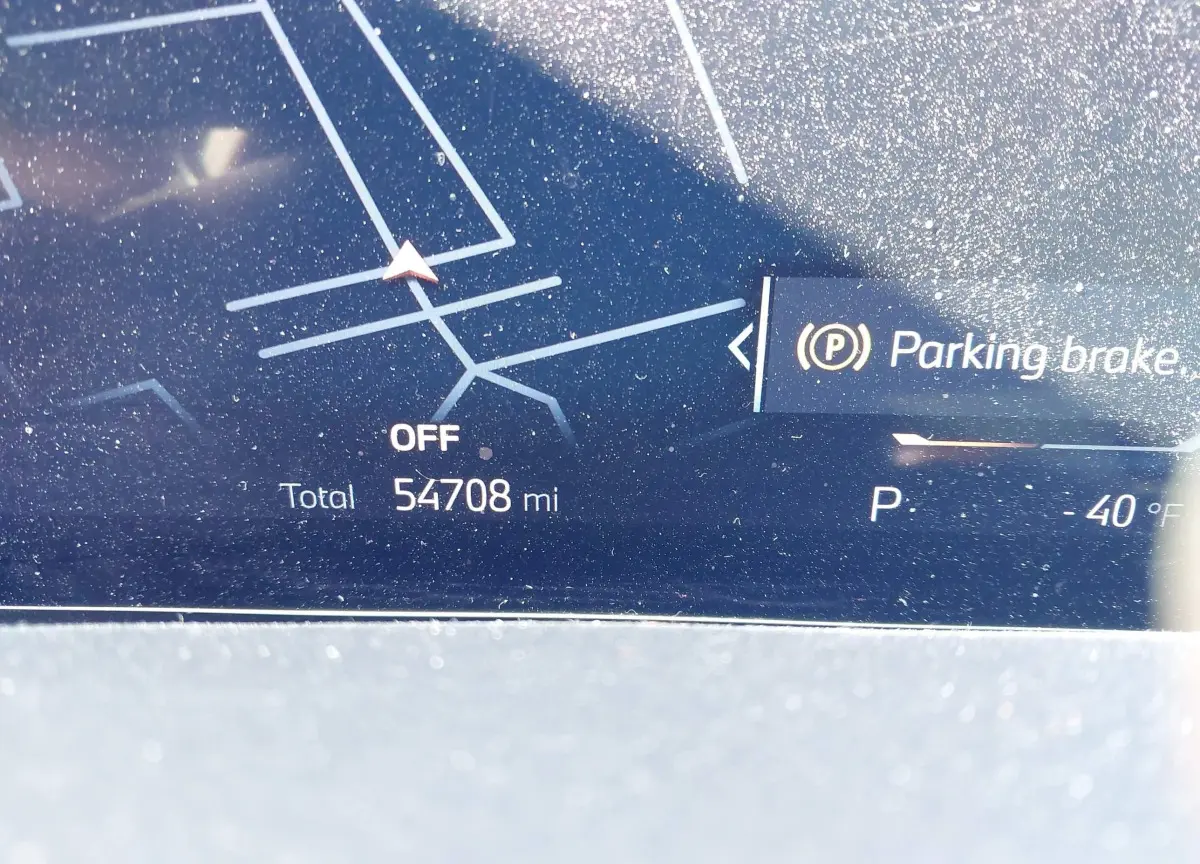 (P) Parking brake.
OFF
Total 54708 mi
P
- 40 °F